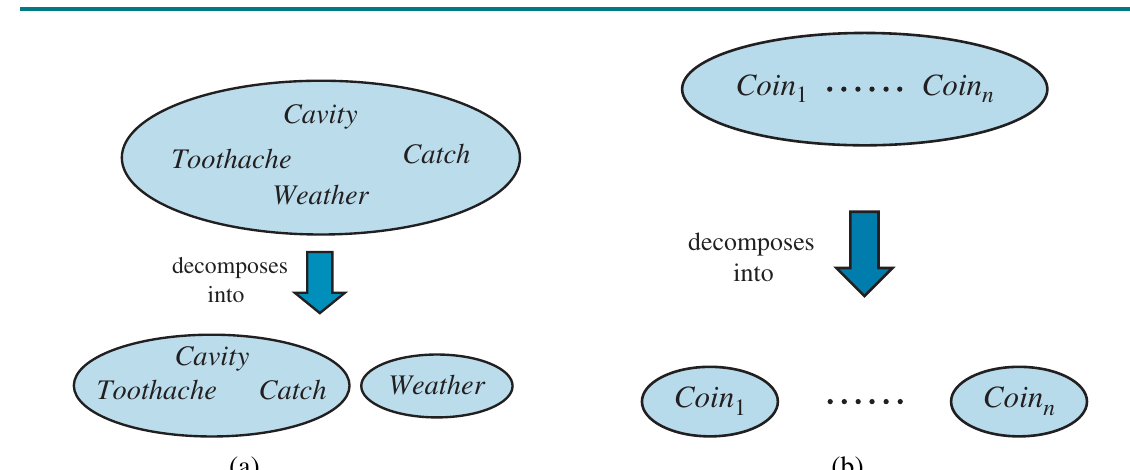 Cavity
Toothache
Catch
Weather
decomposes
into
Cavity
Toothache Catch
Weather
(a)
Coin1 ······ Coinn
decomposes
into
Coin1 ······ Coinn
(b)